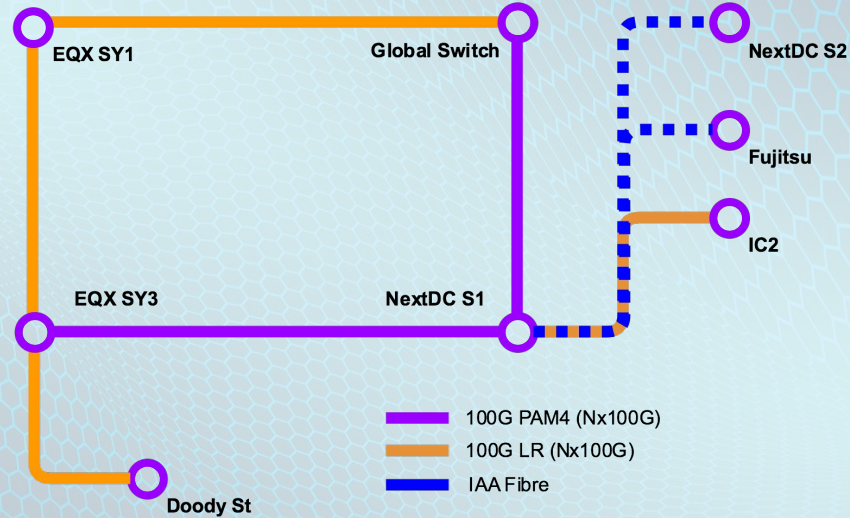 EQX SY1
Global Switch
NextDC S2
Fujitsu
IC2
EQX SY3
NextDC S1
100G PAM4 (Nx100G)
100G LR (Nx100G)
IAA Fibre
Doody St